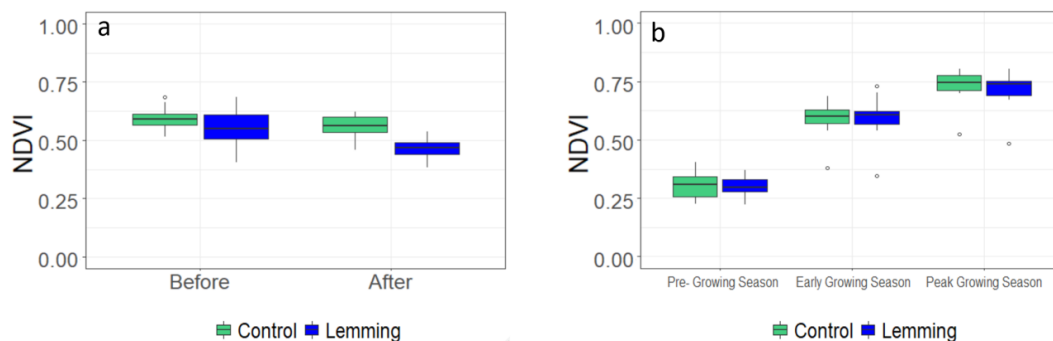 a
1.00
0.75
0.50
0.25
0.00
NDVI
Before After
Control Lemming
b
1.00
0.75
0.50
0.25
0.00
NDVI
Pre- Growing Season Early Growing Season Peak Growing Season
Control Lemming